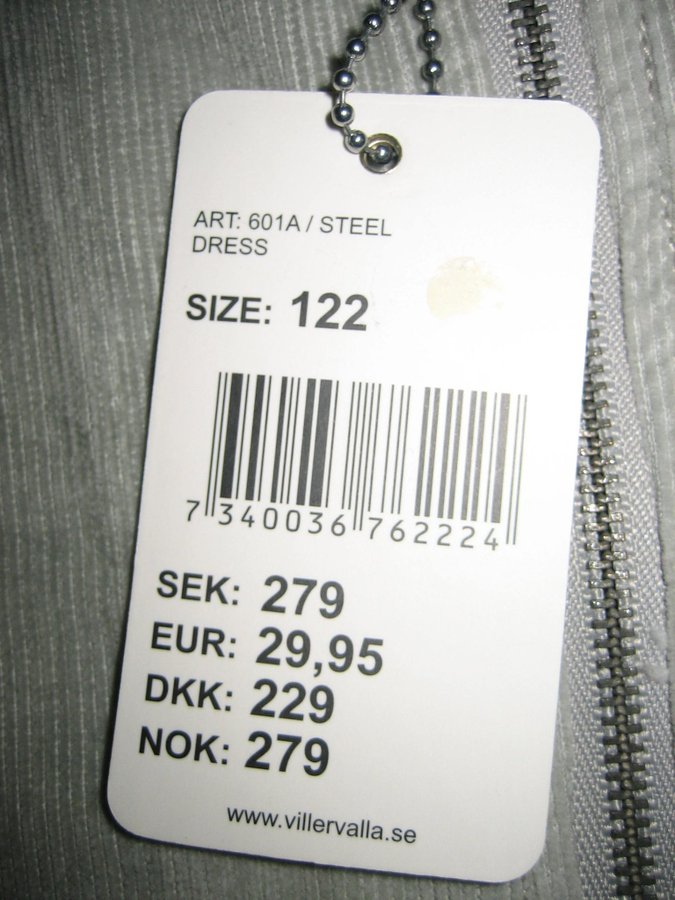 ART: 601A / STEEL
DRESS
SIZE: 122
7 340036 762224
SEK: 279
EUR: 29,95
DKK: 229
NOK: 279
www.villervalla.se